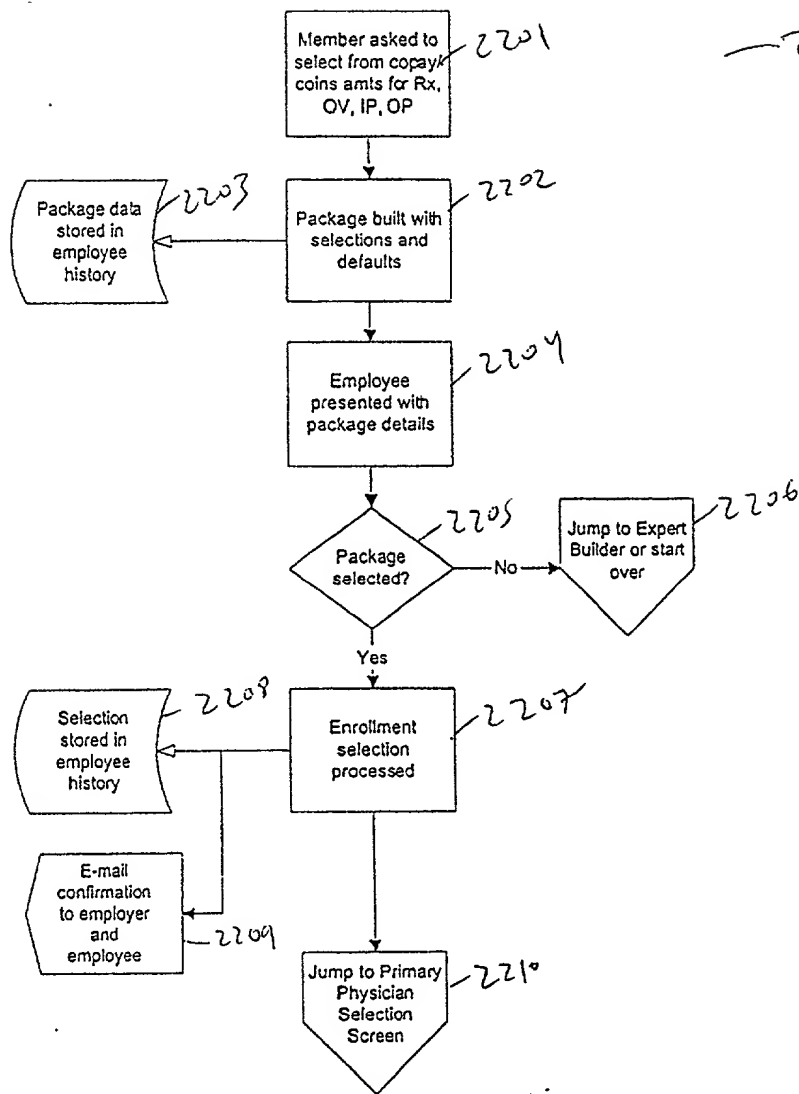 Member asked to
select from copay/
coins amts for Rx,
OV, IP, OP
2201
Package built with
selections and
defaults
2202
Package data
stored in
employee
history
2203
Employee
presented with
package details
2204
Package
selected?
2205
No
Jump to Expert
Builder or start
over
2206
Yes
Enrollment
selection
processed
2207
Selection
stored in
employee
history
2208
E-mail
confirmation
to employer
and
employee
2209
Jump to Primary
Physician
Selection
Screen
2210